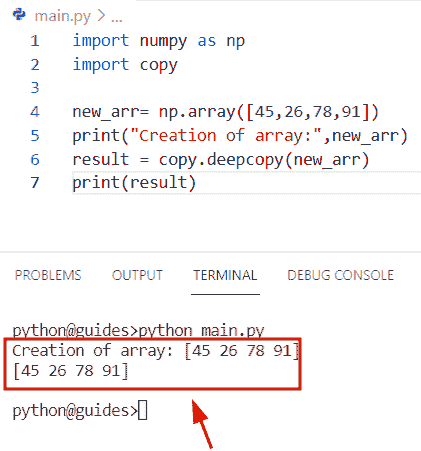 main.py > ...
1 import numpy as np
2 import copy
3
4 new_arr= np.array([45,26,78,91])
5 print("Creation of array:",new_arr)
6 result = copy.deepcopy(new_arr)
7 print(result)
PROBLEMS OUTPUT TERMINAL DEBUG CONSOLE
python@guides>python main.py
Creation of array: [45 26 78 91]
[45 26 78 91]
python@guides>